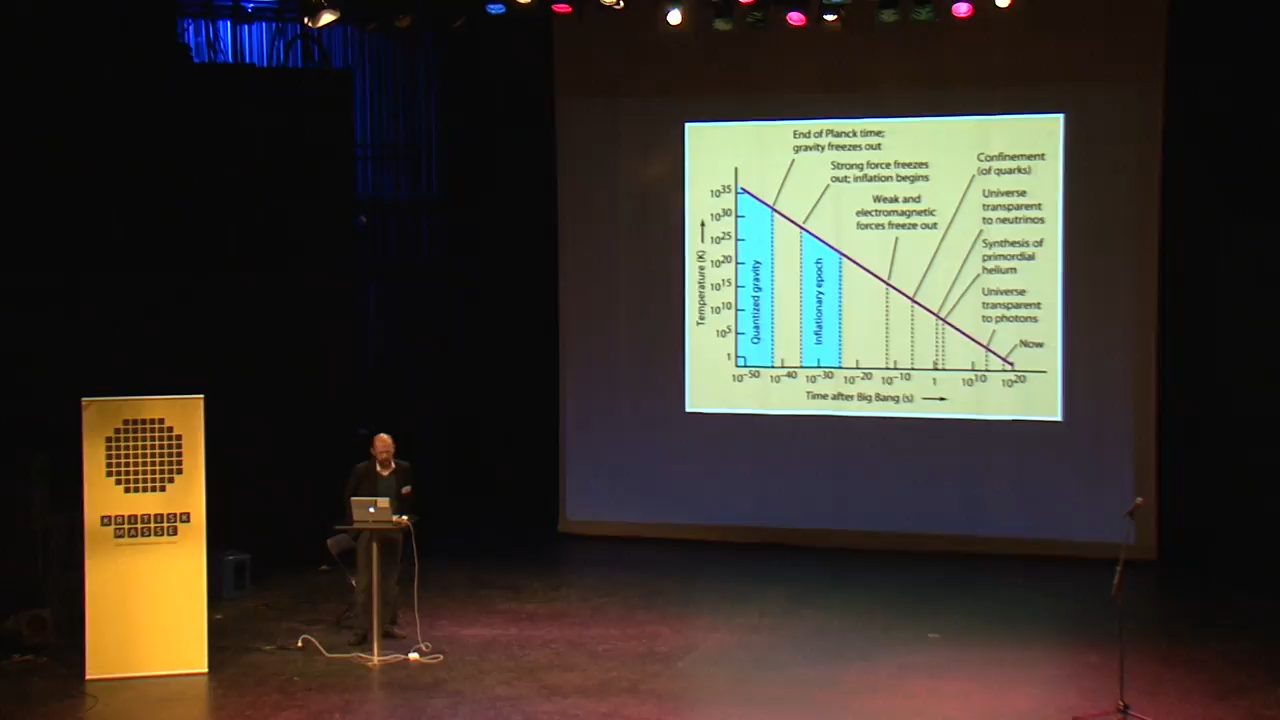 End of Planck time;
gravity freezes out
Strong force freezes
out; inflation begins
Weak and
electromagnetic
forces freeze out
Confinement
(of quarks)
Universe
transparent
to neutrinos
Synthesis of
primordial
helium
Universe
transparent
to photons
Now
Temperature (K)
10³⁵
10³⁰
10²⁵
10²⁰
10¹⁵
10¹⁰
10⁵
1
Quantized gravity
Inflationary epoch
10⁻⁵⁰ 10⁻⁴⁰ 10⁻³⁰ 10⁻²⁰ 10⁻¹⁰ 1 10¹⁰ 10²⁰
Time after Big Bang (s)
KRITISK
MASSE